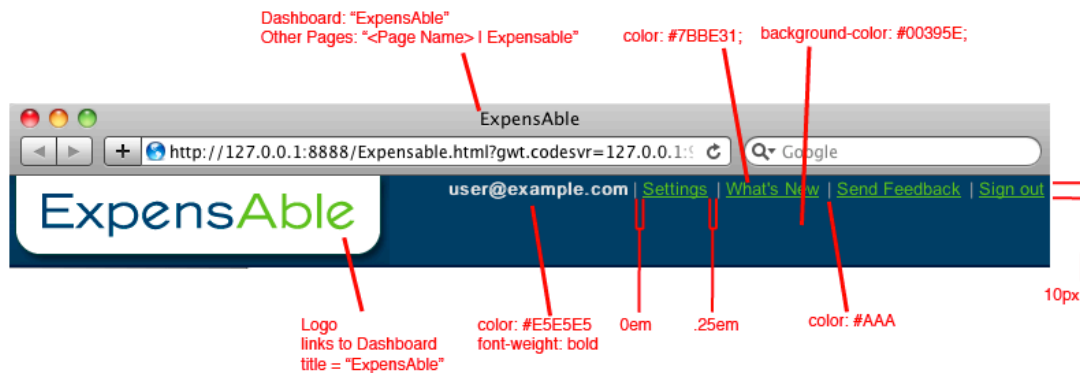 Dashboard: “ExpensAble”
Other Pages: “<Page Name> | Expensable”
color: #7BBE31;
background-color: #00395E;
ExpensAble
http://127.0.0.1:8888/Expensable.html?gwt.codesvr=127.0.0.1:9
Google
ExpensAble
user@example.com | Settings | What's New | Send Feedback | Sign out
10px
Logo
links to Dashboard
title = “ExpensAble”
color: #E5E5E5
font-weight: bold
0em
.25em
color: #AAA